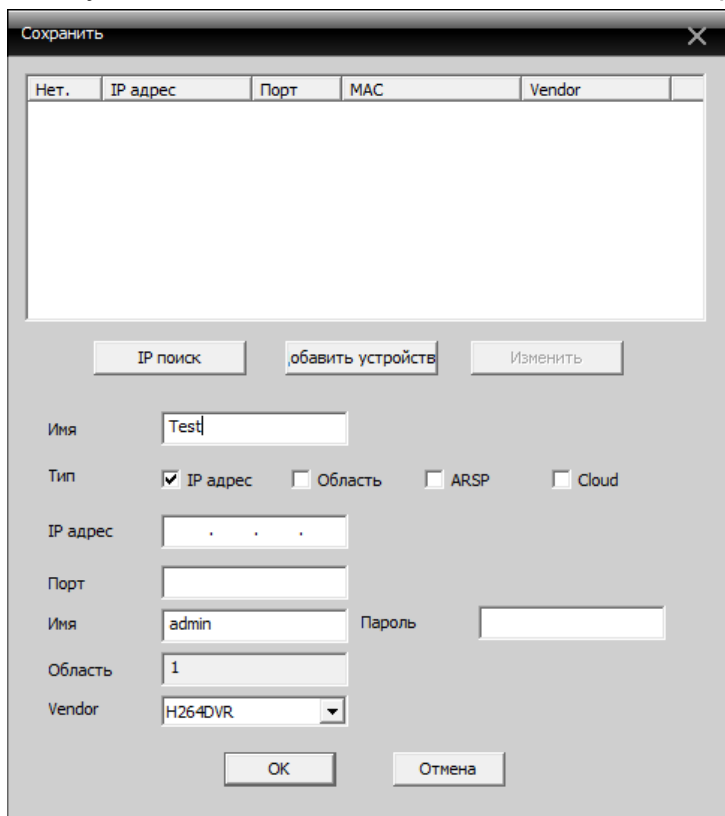 Сохранить
Нет. IP адрес Порт MAC Vendor
IP поиск обавить устройств Изменить
Имя Test
Тип IP адрес Область ARSP Cloud
IP адрес . . .
Порт
Имя admin Пароль
Область 1
Vendor H264DVR
OK Отмена